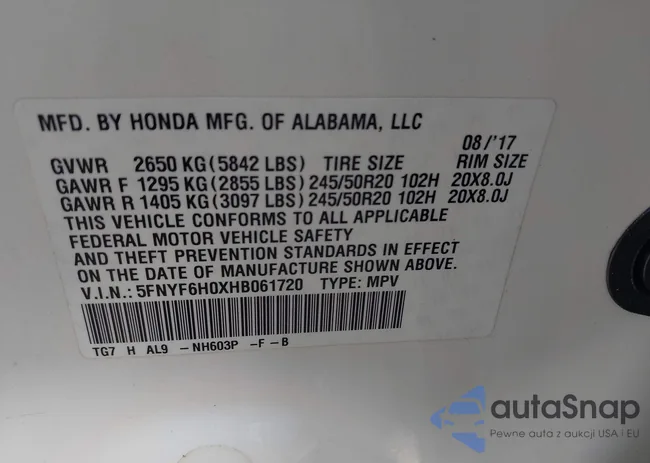 MFD. BY HONDA MFG. OF ALABAMA, LLC
08/'17
GVWR 2650 KG (5842 LBS) TIRE SIZE RIM SIZE
GAWR F 1295 KG (2855 LBS) 245/50R20 102H 20X8.0J
GAWR R 1405 KG (3097 LBS) 245/50R20 102H 20X8.0J
THIS VEHICLE CONFORMS TO ALL APPLICABLE
FEDERAL MOTOR VEHICLE SAFETY
AND THEFT PREVENTION STANDARDS IN EFFECT
ON THE DATE OF MANUFACTURE SHOWN ABOVE.
V.I.N.: 5FNYF6H0XHB061720 TYPE: MPV
TG7 H AL9 - NH603P -F-B
autaSnap
Pewne auta z aukcji USA i EU